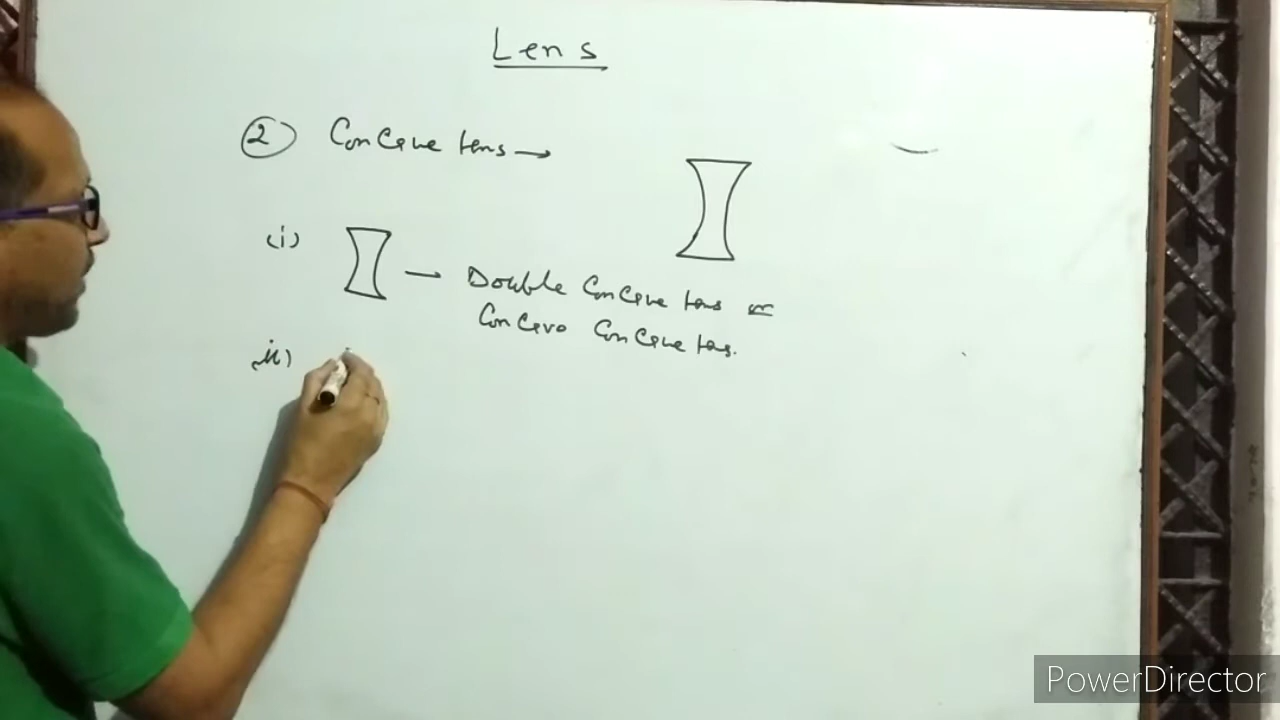 Lens
② Concave lens →
(i) → Double Concave lens or
Concavo Concave lens.
(ii)
PowerDirector